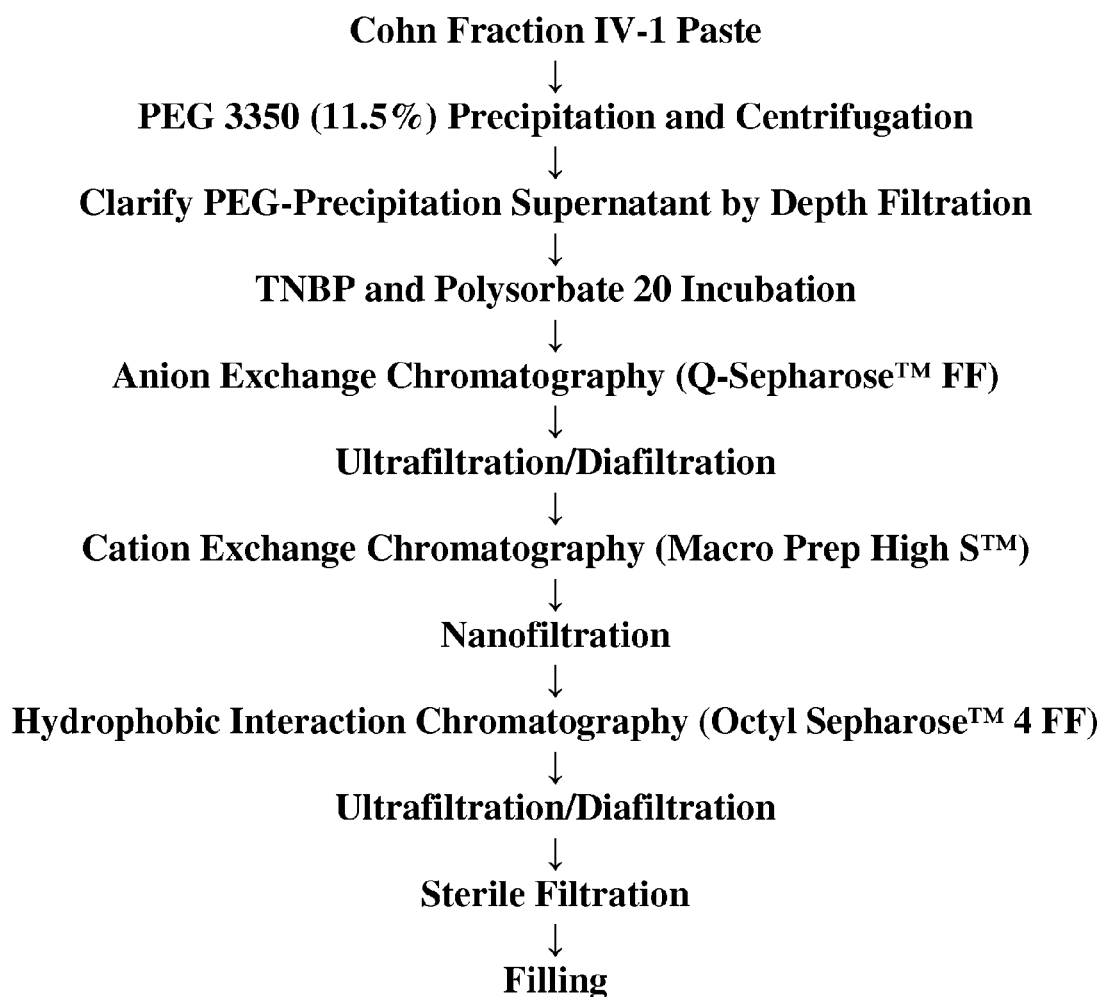 Cohn Fraction IV-1 Paste
↓
PEG 3350 (11.5%) Precipitation and Centrifugation
↓
Clarify PEG-Precipitation Supernatant by Depth Filtration
↓
TNBP and Polysorbate 20 Incubation
↓
Anion Exchange Chromatography (Q-Sepharose™ FF)
↓
Ultrafiltration/Diafiltration
↓
Cation Exchange Chromatography (Macro Prep High S™)
↓
Nanofiltration
↓
Hydrophobic Interaction Chromatography (Octyl Sepharose™ 4 FF)
↓
Ultrafiltration/Diafiltration
↓
Sterile Filtration
↓
Filling